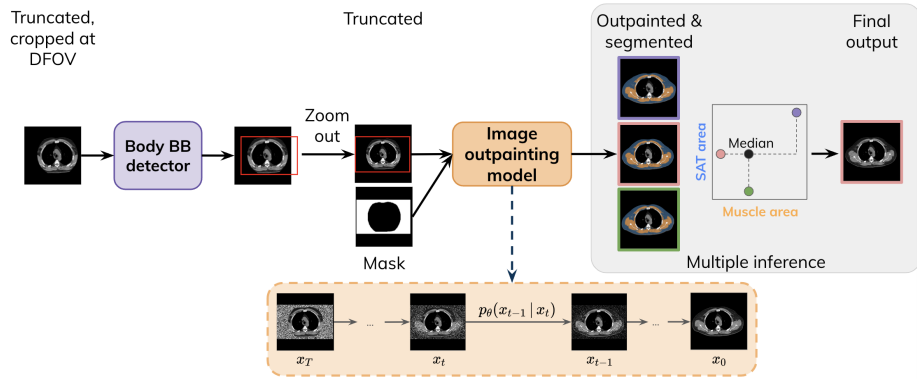 Truncated,
cropped at
DFOV
Truncated
Outpainted &
segmented
Final
output
Body BB
detector
Zoom
out
Image
outpainting
model
Mask
SAT area
Median
Muscle area
Multiple inference
x_T
...
x_t
p_θ(x_{t−1} | x_t)
x_{t−1}
...
x_0